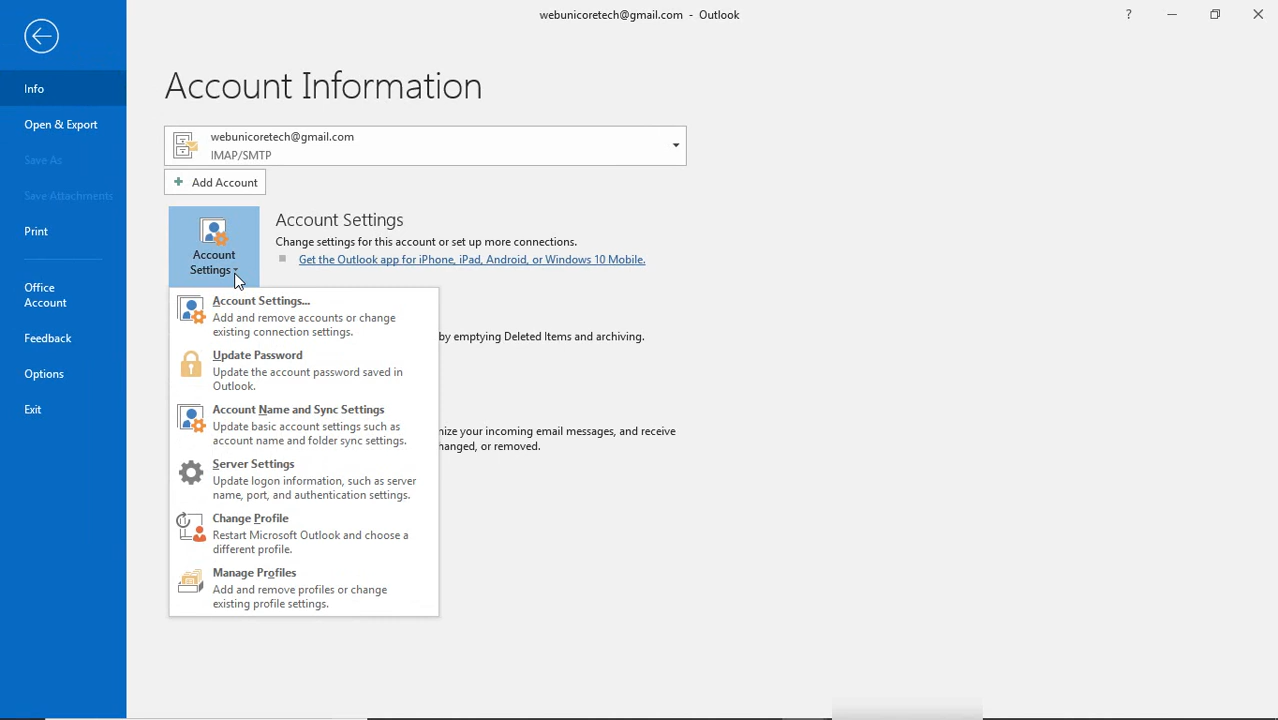 webunicoretech@gmail.com - Outlook
?
Info
Open & Export
Save As
Save Attachments
Print
Office
Account
Feedback
Options
Exit
Account Information
webunicoretech@gmail.com
IMAP/SMTP
+ Add Account
Account
Settings
Account Settings
Change settings for this account or set up more connections.
Get the Outlook app for iPhone, iPad, Android, or Windows 10 Mobile.
Account Settings...
Add and remove accounts or change
existing connection settings.
by emptying Deleted Items and archiving.
Update Password
Update the account password saved in
Outlook.
Account Name and Sync Settings
Update basic account settings such as
account name and folder sync settings.
your incoming email messages, and receive
or removed.
Server Settings
Update logon information, such as server
name, port, and authentication settings.
Change Profile
Restart Microsoft Outlook and choose a
different profile.
Manage Profiles
Add and remove profiles or change
existing profile settings.